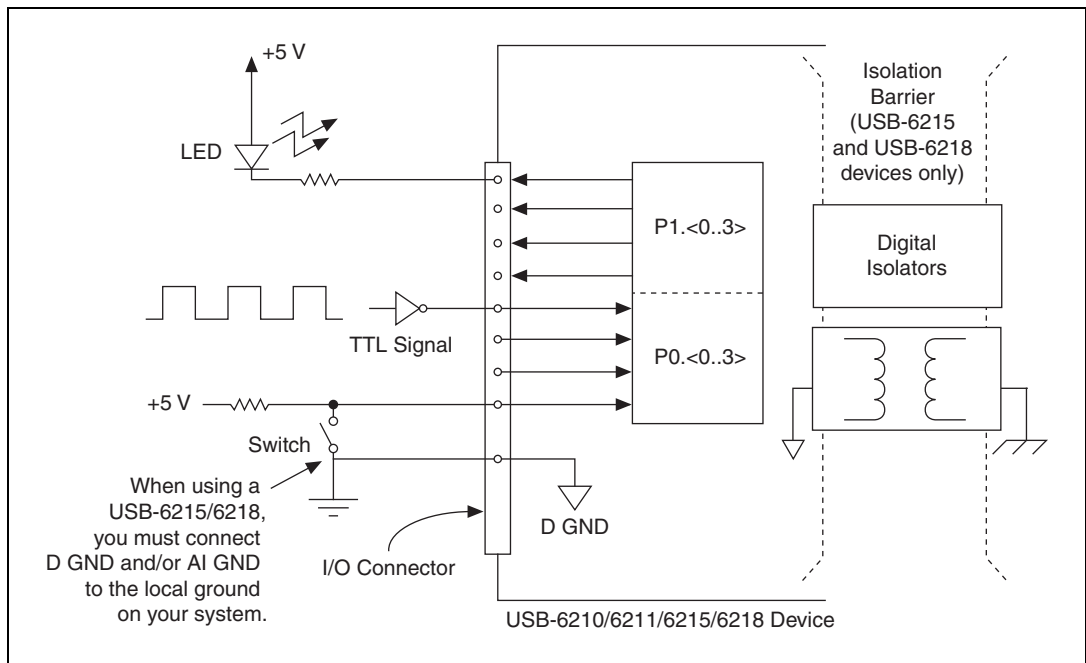 +5 V
LED
Isolation
Barrier
(USB-6215
and USB-6218
devices only)
P1.<0..3>
Digital
Isolators
TTL Signal
P0.<0..3>
+5 V
Switch
When using a
USB-6215/6218,
you must connect
D GND and/or AI GND
to the local ground
on your system.
D GND
I/O Connector
USB-6210/6211/6215/6218 Device